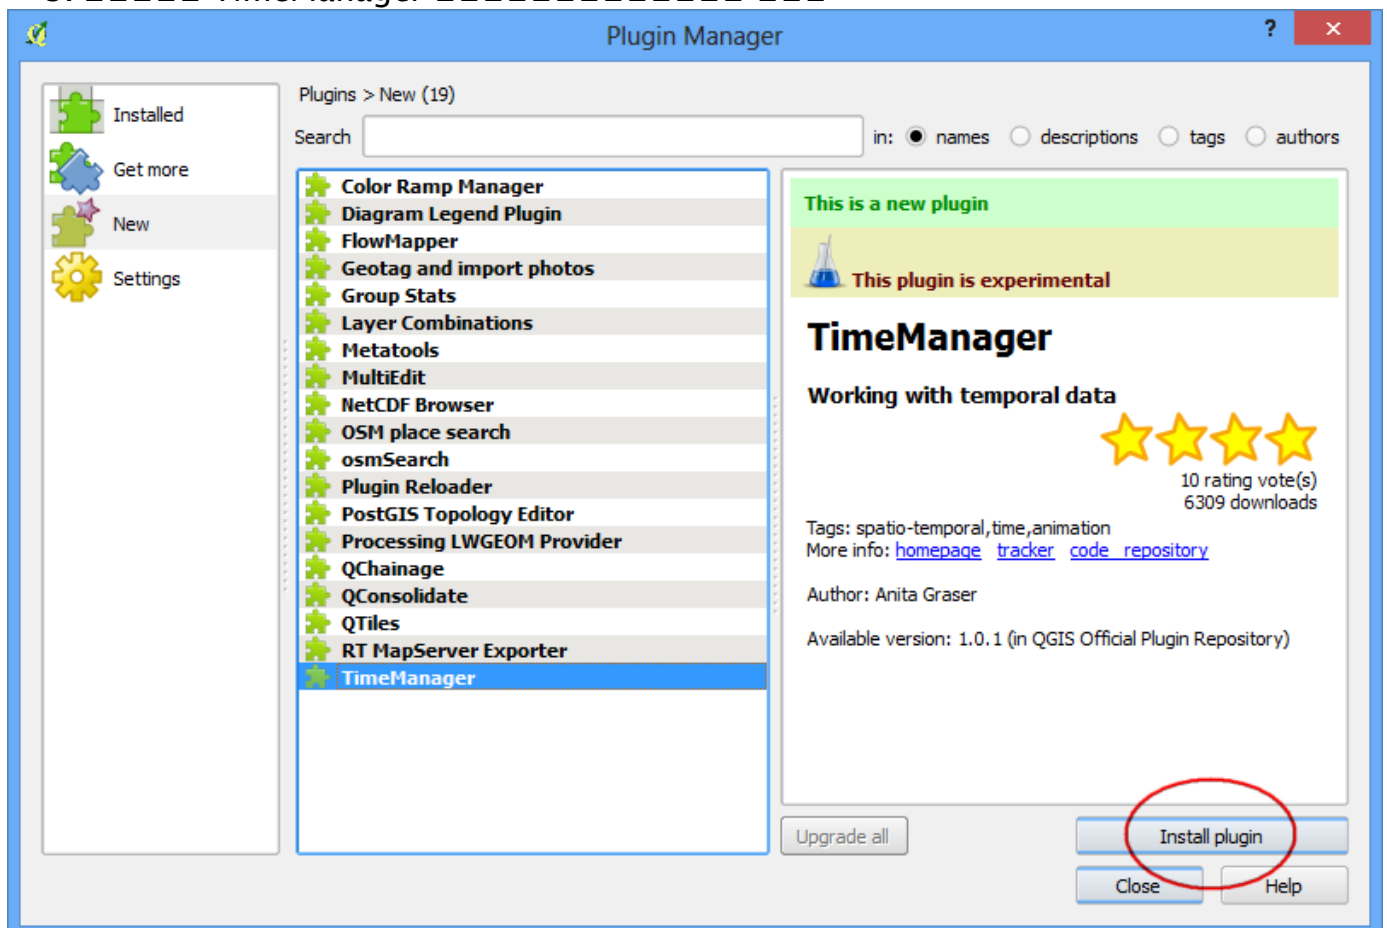 TimeManager
Plugin Manager
?
Installed
Get more
New
Settings
Plugins > New (19)
Search
in: names descriptions tags authors
Color Ramp Manager
Diagram Legend Plugin
FlowMapper
Geotag and import photos
Group Stats
Layer Combinations
Metatools
MultiEdit
NetCDF Browser
OSM place search
osmSearch
Plugin Reloader
PostGIS Topology Editor
Processing LWGEOM Provider
QChainage
QConsolidate
QTiles
RT MapServer Exporter
TimeManager
This is a new plugin
This plugin is experimental
TimeManager
Working with temporal data
10 rating vote(s)
6309 downloads
Tags: spatio-temporal,time,animation
More info: homepage tracker code repository
Author: Anita Graser
Available version: 1.0.1 (in QGIS Official Plugin Repository)
Upgrade all
Install plugin
Close
Help